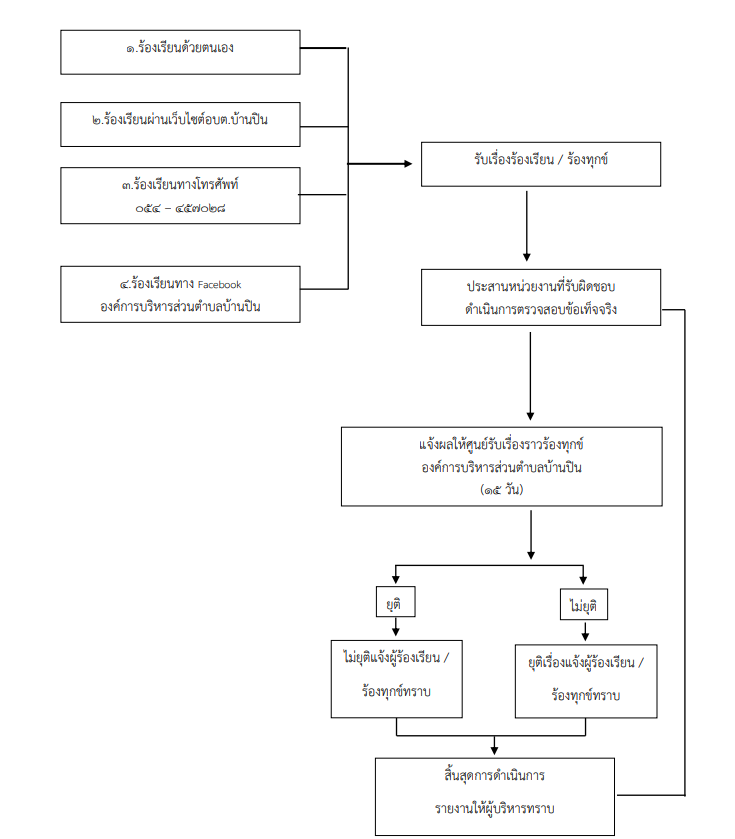 ๑.ร้องเรียนด้วยตนเอง
๒.ร้องเรียนผ่านเว็บไซต์อบต.บ้านปิน
๓.ร้องเรียนทางโทรศัพท์
๐๕๔ – ๔๕๗๐๒๘
๔.ร้องเรียนทาง Facebook
องค์การบริหารส่วนตำบลบ้านปิน
รับเรื่องร้องเรียน / ร้องทุกข์
ประสานหน่วยงานที่รับผิดชอบ
ดำเนินการตรวจสอบข้อเท็จจริง
แจ้งผลให้ศูนย์รับเรื่องราวร้องทุกข์
องค์การบริหารส่วนตำบลบ้านปิน
(๑๕ วัน)
ยุติ
ไม่ยุติ
ไม่ยุติแจ้งผู้ร้องเรียน /
ร้องทุกข์ทราบ
ยุติเรื่องแจ้งผู้ร้องเรียน /
ร้องทุกข์ทราบ
สิ้นสุดการดำเนินการ
รายงานให้ผู้บริหารทราบ